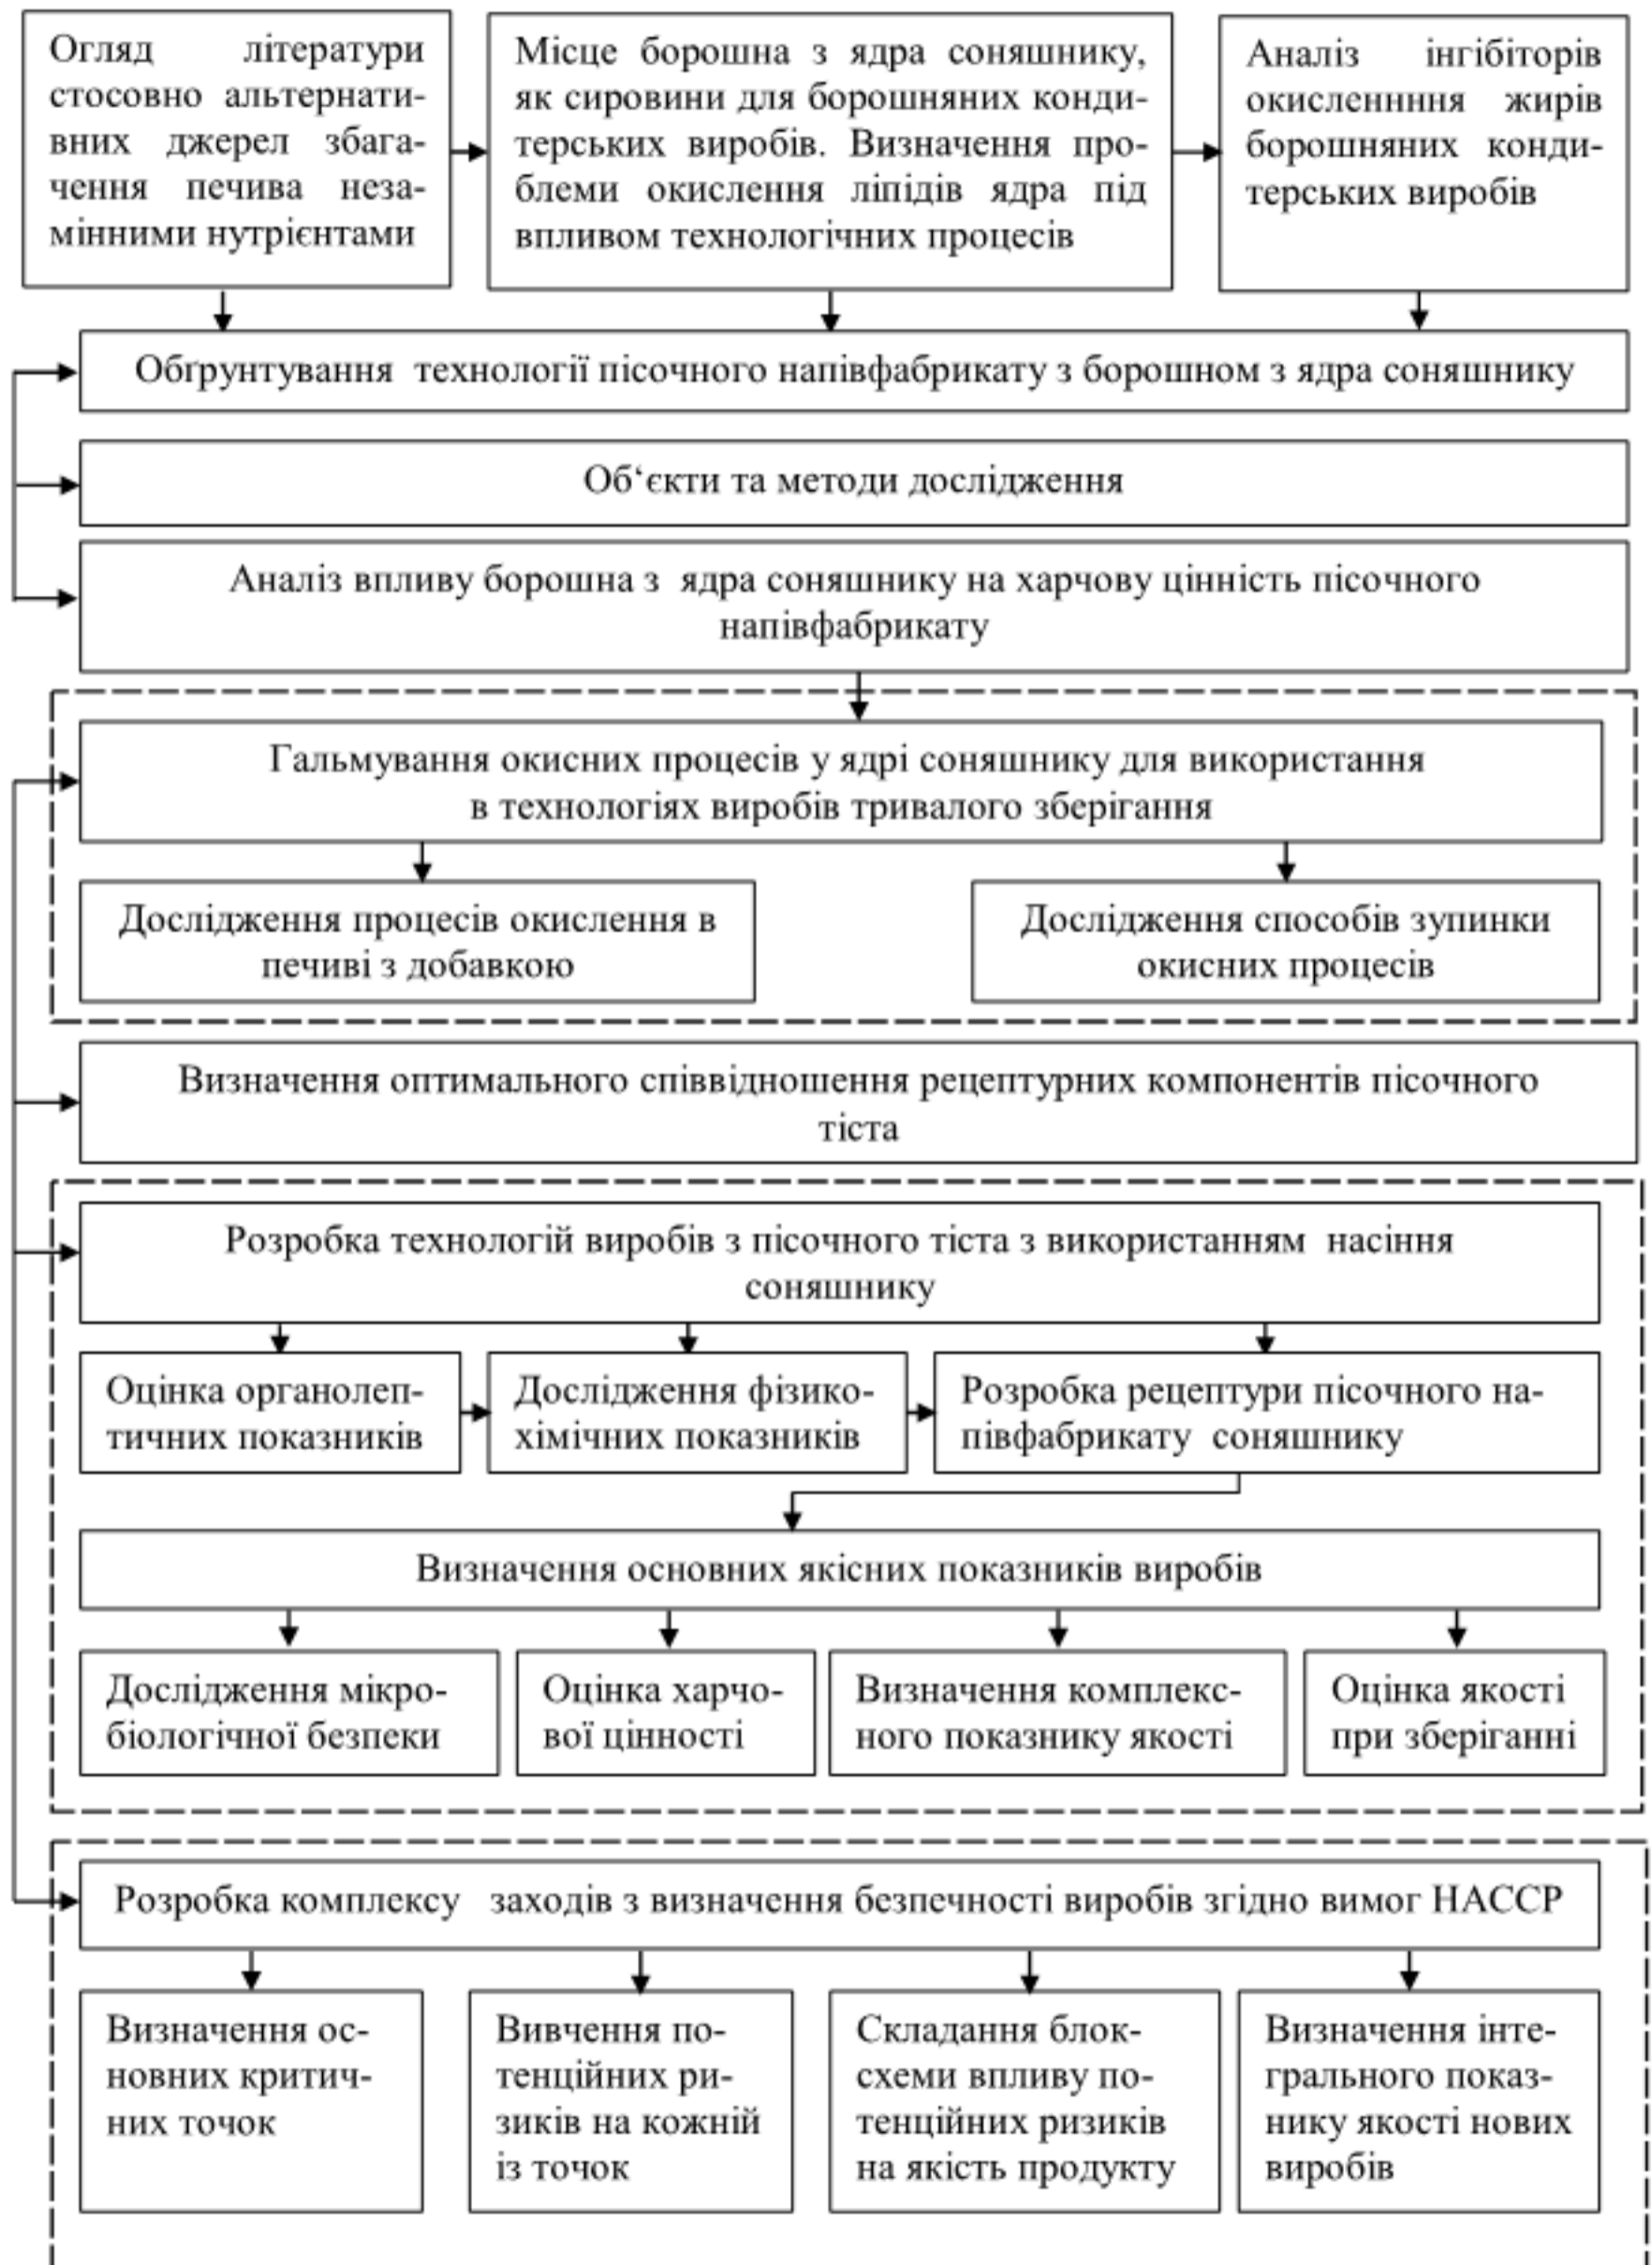 Огляд літератури
стосовно альтернати-
вних джерел збага-
чення печива неза-
мінними нутрієнтами
Місце борошна з ядра соняшнику,
як сировини для борошняних конди-
терських виробів. Визначення про-
блеми окислення ліпідів ядра під
впливом технологічних процесів
Аналіз інгібіторів
окисленнння жирів
борошняних конди-
терських виробів
Обґрунтування технології пісочного напівфабрикату з борошном з ядра соняшнику
Об‘єкти та методи дослідження
Аналіз впливу борошна з ядра соняшнику на харчову цінність пісочного
напівфабрикату
Гальмування окисних процесів у ядрі соняшнику для використання
в технологіях виробів тривалого зберігання
Дослідження процесів окислення в
печиві з добавкою
Дослідження способів зупинки
окисних процесів
Визначення оптимального співвідношення рецептурних компонентів пісочного
тіста
Розробка технологій виробів з пісочного тіста з використанням насіння
соняшнику
Оцінка органолеп-
тичних показників
Дослідження фізико-
хімічних показників
Розробка рецептури пісочного на-
півфабрикату соняшнику
Визначення основних якісних показників виробів
Дослідження мікро-
біологічної безпеки
Оцінка харчо-
вої цінності
Визначення комплекс-
ного показнику якості
Оцінка якості
при зберіганні
Розробка комплексу заходів з визначення безпечності виробів згідно вимог НАССР
Визначення ос-
новних критич-
них точок
Вивчення по-
тенційних ри-
зиків на кожній
із точок
Складання блок-
схеми впливу по-
тенційних ризиків
на якість продукту
Визначення інте-
грального показ-
нику якості нових
виробів